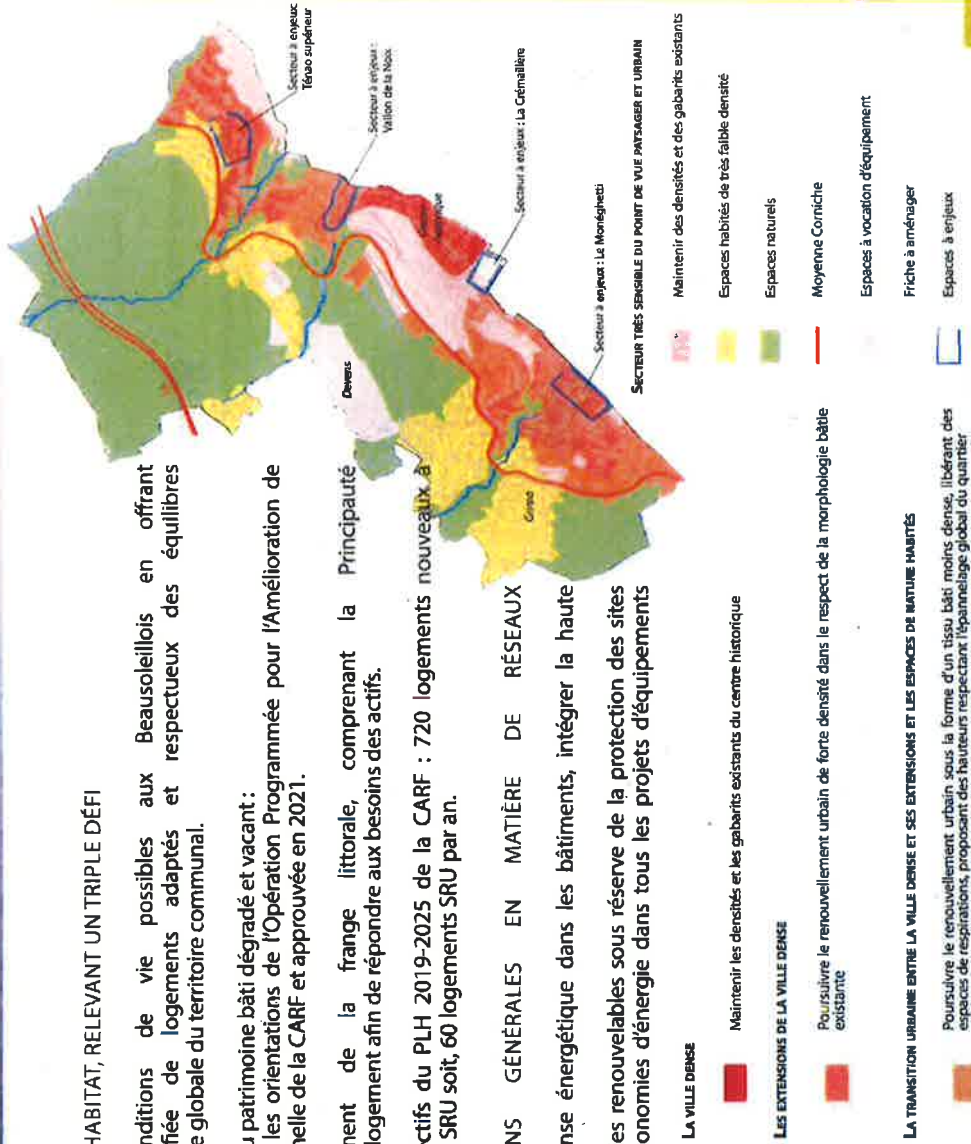 HABITAT, RELEVANT UN TRIPLE DÉFI
nditions de vie possibles aux Beausoleillois en offrant
fiée de logements adaptés et respectueux des équilibres
e globale du territoire communal.
u patrimoine bâti dégradé et vacant :
les orientations de l'Opération Programmée pour l'Amélioration de
nelle de la CARF et approuvée en 2021.
ment de la frange littorale, comprenant la Principauté
logement afin de répondre aux besoins des actifs.
ctifs du PLH 2019-2025 de la CARF : 720 logements nouveaux à
SRU soit, 60 logements SRU par an.
NS GÉNÉRALES EN MATIÈRE DE RÉSEAUX
nse énergétique dans les bâtiments, intégrer la haute
es renouvelables sous réserve de la protection des sites
onomies d'énergie dans tous les projets d'équipements
Secteur à enjeux :
Ténao supérieur
Secteur à enjeux :
Vallon de la Noix
Secteur à enjeux : La Crémaillère
Secteur à enjeux : Le Monéghetti
Devens
Grima
LA VILLE DENSE
Maintenir les densités et les gabarits existants du centre historique
LES EXTENSIONS DE LA VILLE DENSE
Poursuivre le renouvellement urbain de forte densité dans le respect de la morphologie bâtie
existante
LA TRANSITION URBAINE ENTRE LA VILLE DENSE ET SES EXTENSIONS ET LES ESPACES DE NATURE HABITÉS
Poursuivre le renouvellement urbain sous la forme d'un tissu bâti moins dense, libérant des
espaces de respirations, proposant des hauteurs respectant l'épannelage global du quartier
SECTEUR TRÈS SENSIBLE DU POINT DE VUE PAYSAGER ET URBAIN
Maintenir des densités et des gabarits existants
Espaces habités de très faible densité
Espaces naturels
Moyenne Corniche
Espaces à vocation d'équipement
Friche à aménager
Espaces à enjeux